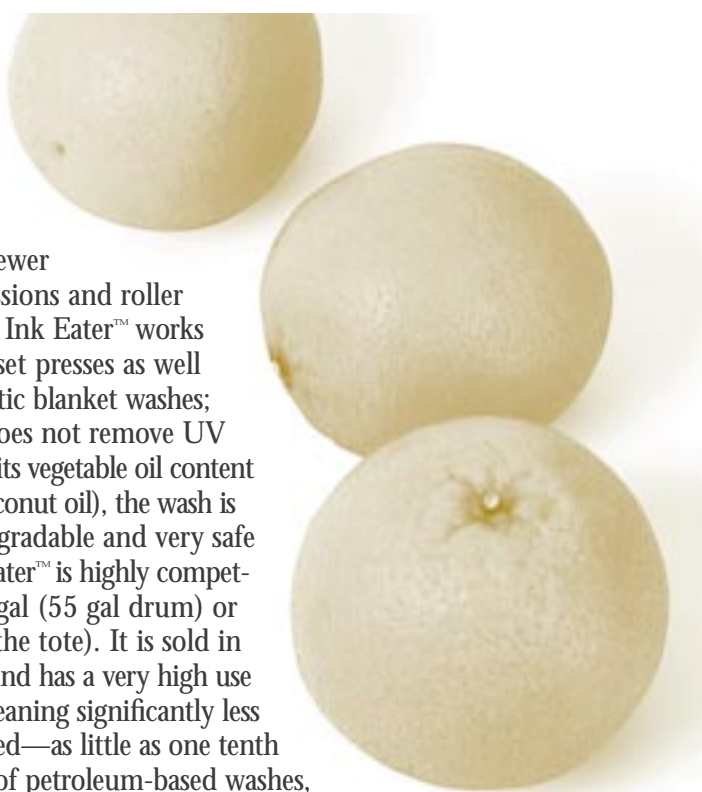 ewer
sions and roller
Ink Eater™ works
set presses as well
tic blanket washes;
oes not remove UV
its vegetable oil content
conut oil), the wash is
gradable and very safe
ater™ is highly compet-
gal (55 gal drum) or
the tote). It is sold in
nd has a very high use
eaning significantly less
ed—as little as one tenth
of petroleum-based washes,